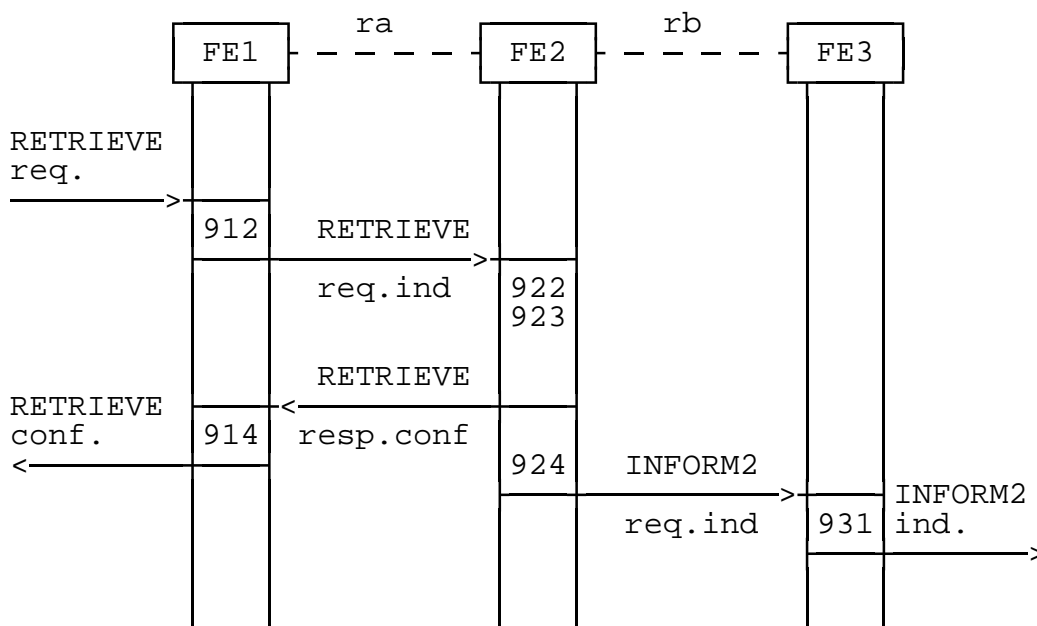 ra
rb
FE1
FE2
FE3
RETRIEVE
req.
912
RETRIEVE
req.ind
922
923
RETRIEVE
resp.conf
RETRIEVE
conf.
914
924
INFORM2
req.ind
931
INFORM2
ind.